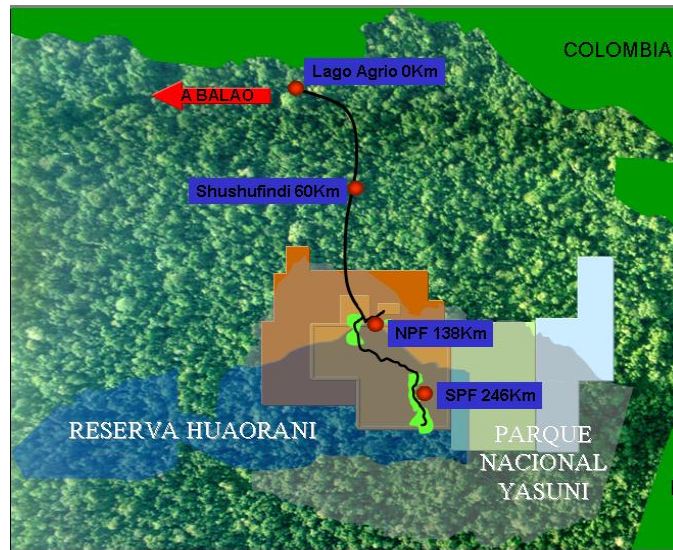 COLOMBIA
Lago Agrio 0Km
A BALAO
Shushufindi 60Km
NPF 138Km
SPF 246Km
RESERVA HUAORANI
PARQUE
NACIONAL
YASUNI